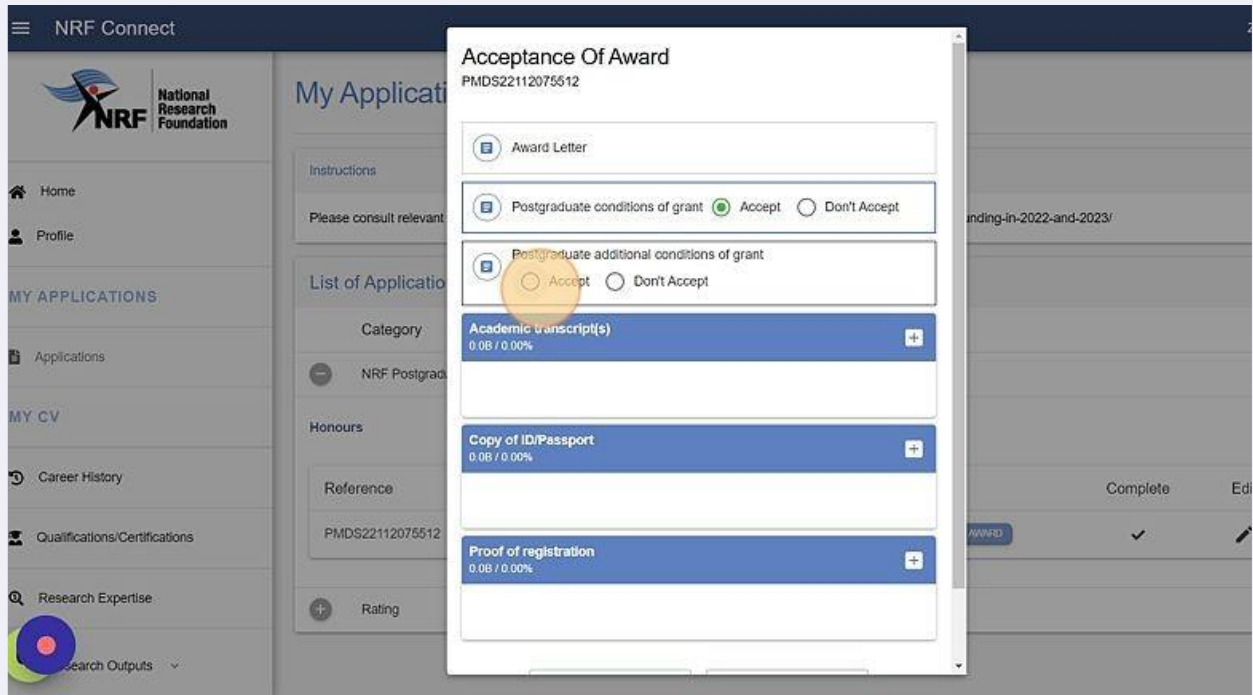 NRF Connect
NRF
National
Research
Foundation
Home
Profile
MY APPLICATIONS
Applications
MY CV
Career History
Qualifications/Certifications
Research Expertise
search Outputs
My Applicati
Instructions
Please consult relevant
unding-in-2022-and-2023/
List of Applicatio
Category
NRF Postgradu
Honours
Reference
Complete
Edi
PMDS22112075512
AWARD
Rating
Acceptance Of Award
PMDS22112075512
Award Letter
Postgraduate conditions of grant Accept Don't Accept
Postgraduate additional conditions of grant
Accept Don't Accept
Academic transcript(s)
0.0B / 0.00%
Copy of ID/Passport
0.0B / 0.00%
Proof of registration
0.0B / 0.00%